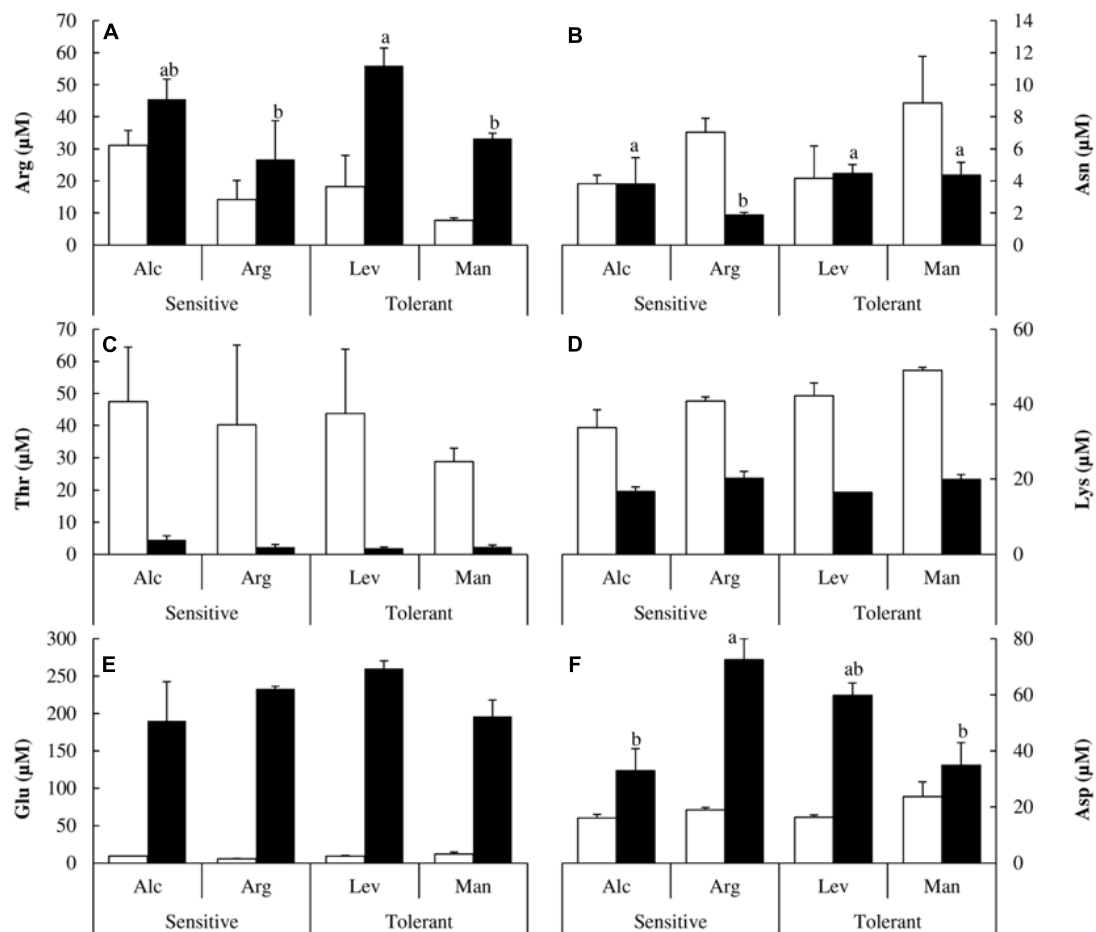 A
B
70
60
50
40
30
20
10
0
Arg (µM)
ab
b
a
b
a
b
a
a
14
12
10
8
6
4
2
0
Asn (µM)
Alc Arg Lev Man Alc Arg Lev Man
Sensitive Tolerant Sensitive Tolerant
C
D
70
60
50
40
30
20
10
0
Thr (µM)
60
40
20
0
Lys (µM)
Alc Arg Lev Man Alc Arg Lev Man
Sensitive Tolerant Sensitive Tolerant
E
F
300
250
200
150
100
50
0
Glu (µM)
b
a
ab
b
80
60
40
20
0
Asp (µM)
Alc Arg Lev Man Alc Arg Lev Man
Sensitive Tolerant Sensitive Tolerant